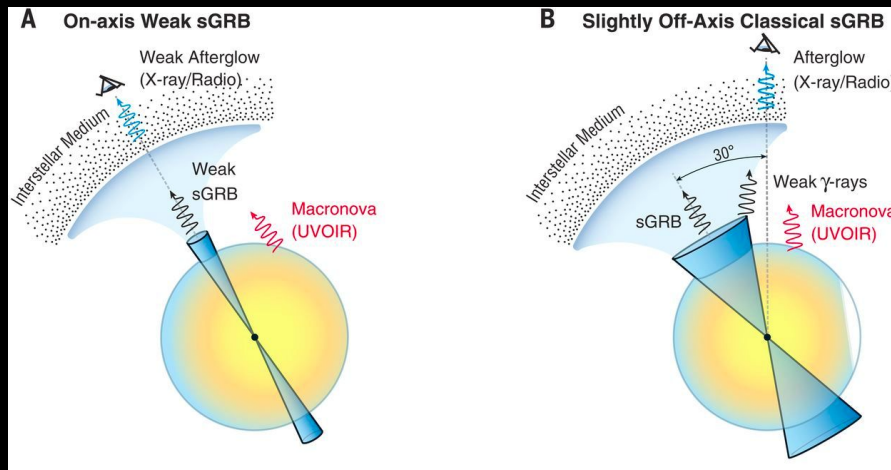 A On-axis Weak sGRB
Weak Afterglow
(X-ray/Radio)
Interstellar Medium
Weak
sGRB
Macronova
(UVOIR)
B Slightly Off-Axis Classical sGRB
Afterglow
(X-ray/Radio
Interstellar Medium
30°
Weak γ-rays
sGRB
Macronova
(UVOIR)